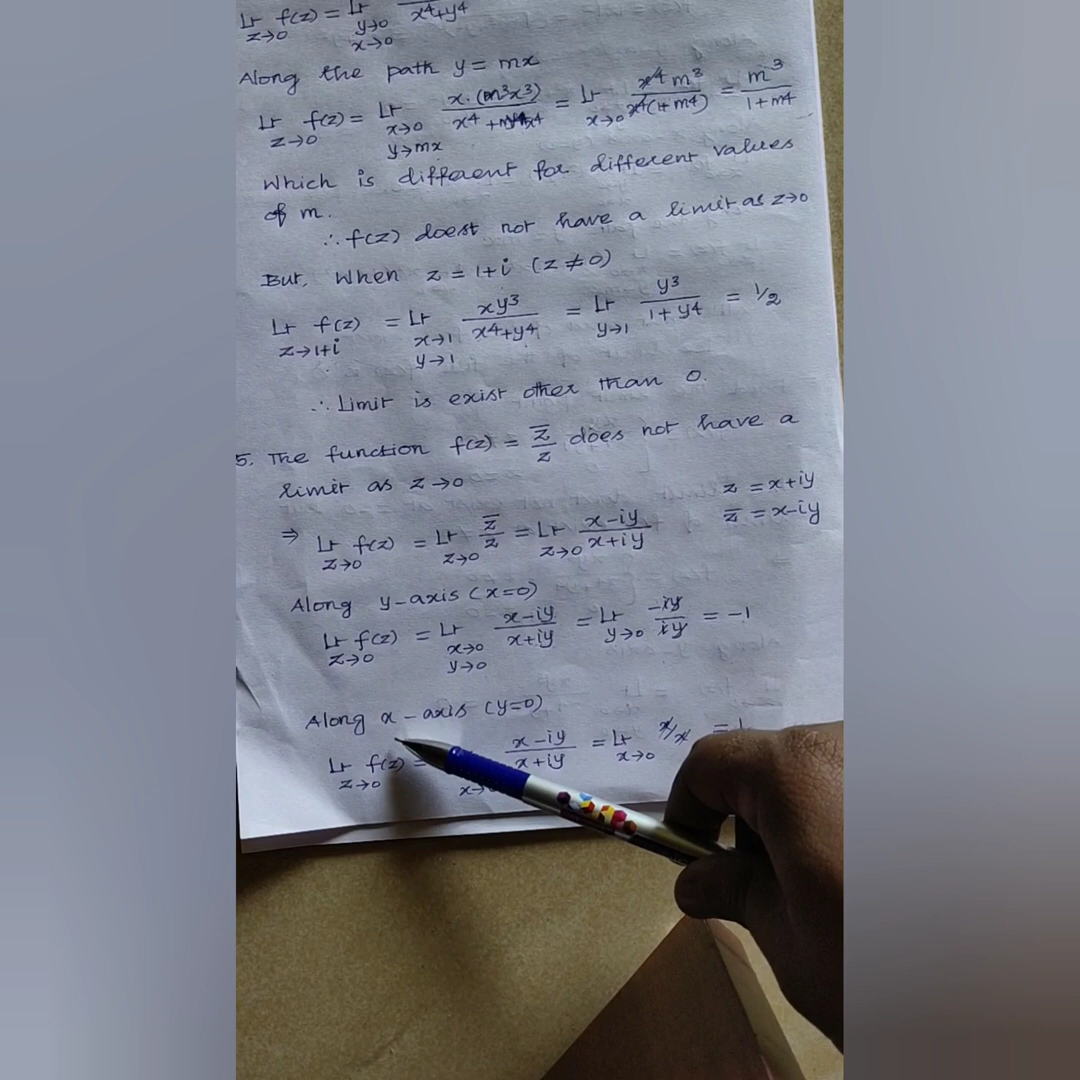 Lt f(z) = Lt x⁴+y⁴
z→0 y→0
x→0
Along the path y = mx
Lt f(z) = Lt x.(m³x³) / x⁴+m⁴x⁴ = Lt x⁴m³ / x⁴(1+m⁴) = m³ / 1+m⁴
z→0 x→0 x→0
y→mx
Which is different for different values
of m.
∴ f(z) doest not have a limit as z→0
But, When z = 1+i (z≠0)
Lt f(z) = Lt xy³ / x⁴+y⁴ = Lt y³ / 1+y⁴ = 1/2
z→1+i x→1 y→1
y→1
∴ Limit is exist other than 0.
5. The function f(z) = z̅/z does not have a
limit as z→0
z = x+iy
z̅ = x-iy
⇒ Lt f(z) = Lt z̅/z = Lt x-iy / x+iy
z→0 z→0 z→0
Along y-axis (x=0)
Lt f(z) = Lt x-iy / x+iy = Lt -iy / iy = -1
z→0 x→0 y→0
y→0
Along x-axis (y=0)
Lt f(z) = x-iy / x+iy = Lt x/x = 1
z→0 x→ x→0